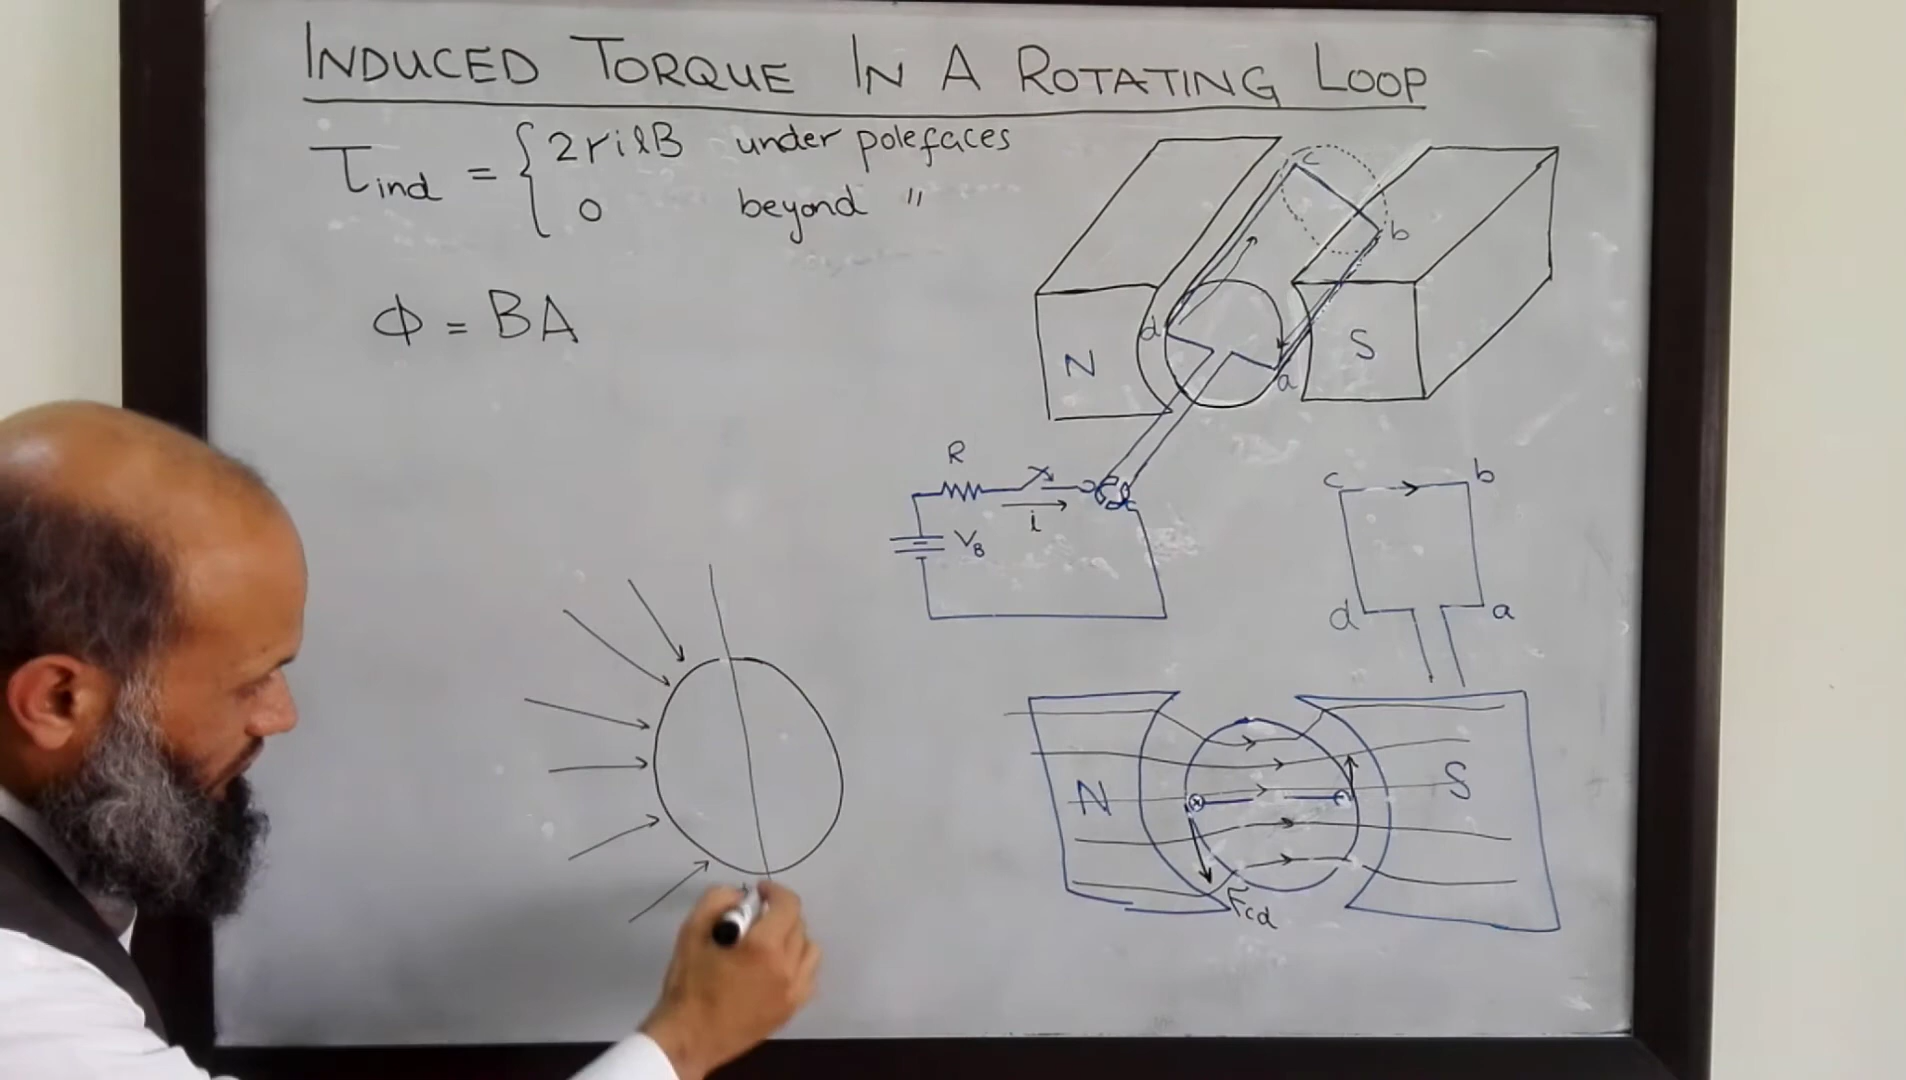 INDUCED TORQUE IN A ROTATING LOOP
τind = { 2rilB under polefaces
0 beyond "
φ = BA
c
b
d
a
N
S
R
i
VB
c
b
d
a
N
S
Fcd